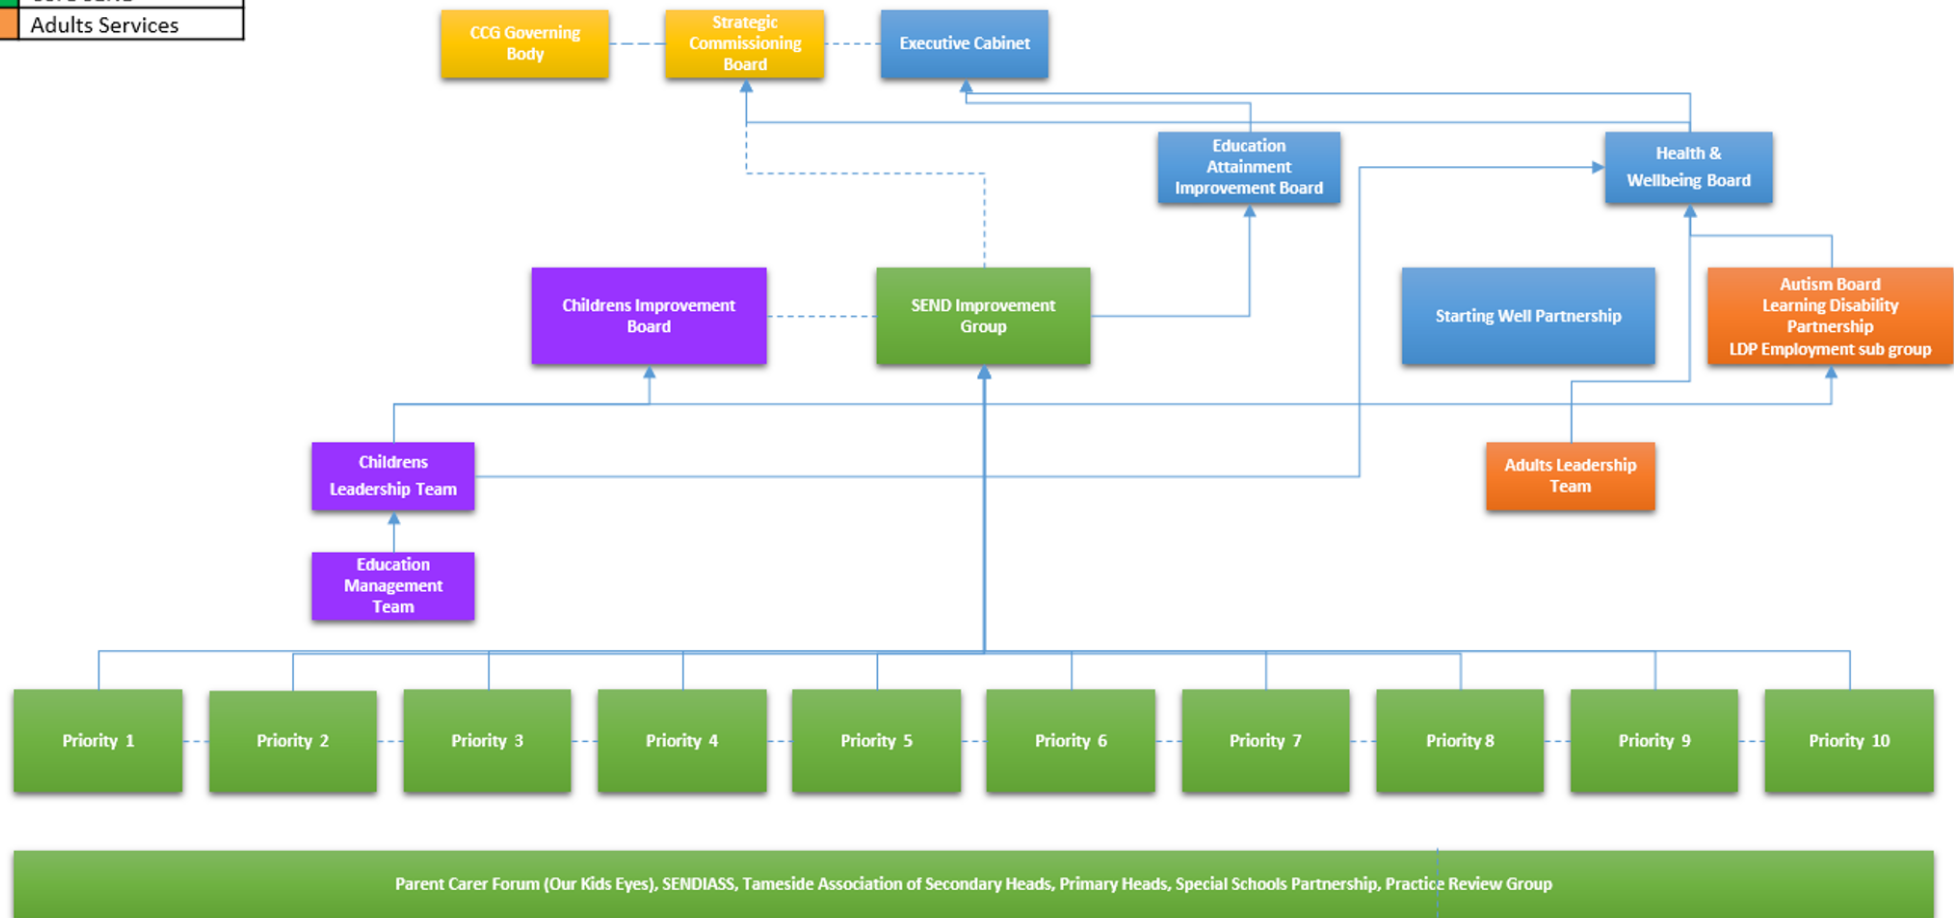 Adults Services
CCG Governing
Body
Strategic
Commissioning
Board
Executive Cabinet
Education
Attainment
Improvement Board
Health &
Wellbeing Board
Childrens Improvement
Board
SEND Improvement
Group
Starting Well Partnership
Autism Board
Learning Disability
Partnership
LDP Employment sub group
Childrens
Leadership Team
Adults Leadership
Team
Education
Management
Team
Priority 1
Priority 2
Priority 3
Priority 4
Priority 5
Priority 6
Priority 7
Priority 8
Priority 9
Priority 10
Parent Carer Forum (Our Kids Eyes), SENDIASS, Tameside Association of Secondary Heads, Primary Heads, Special Schools Partnership, Practice Review Group